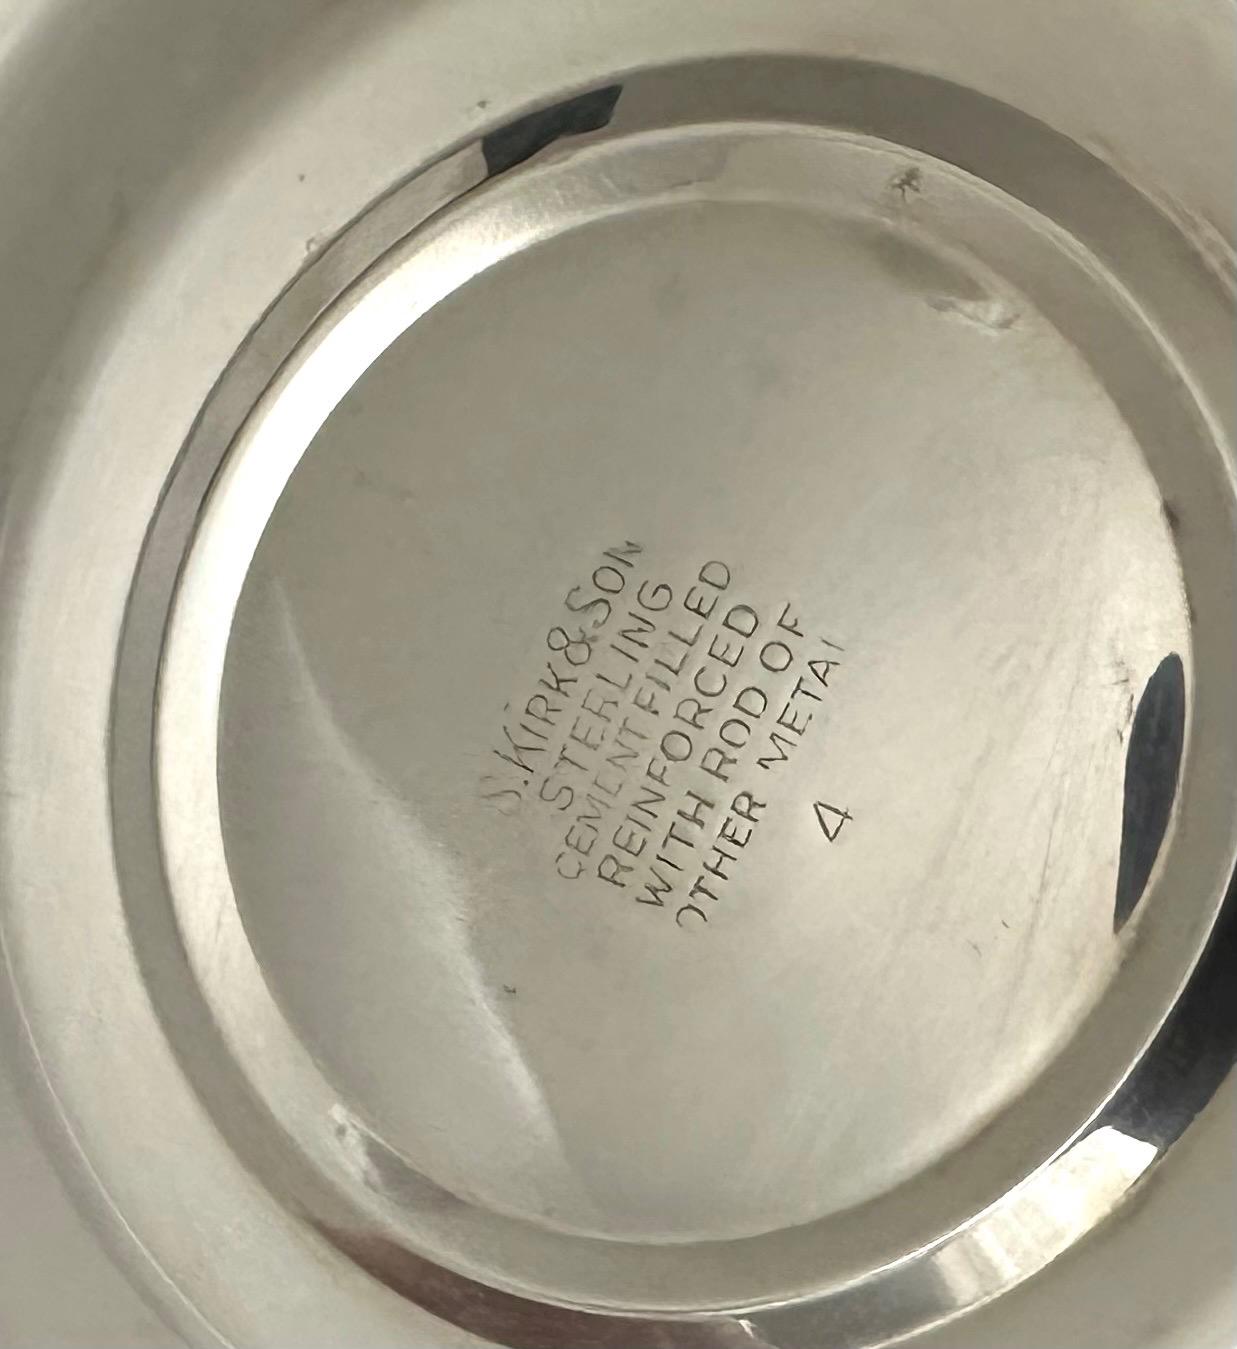 S. KIRK & SON
STERLING
CEMENT FILLED
REINFORCED
WITH ROD OF
OTHER METAL
4